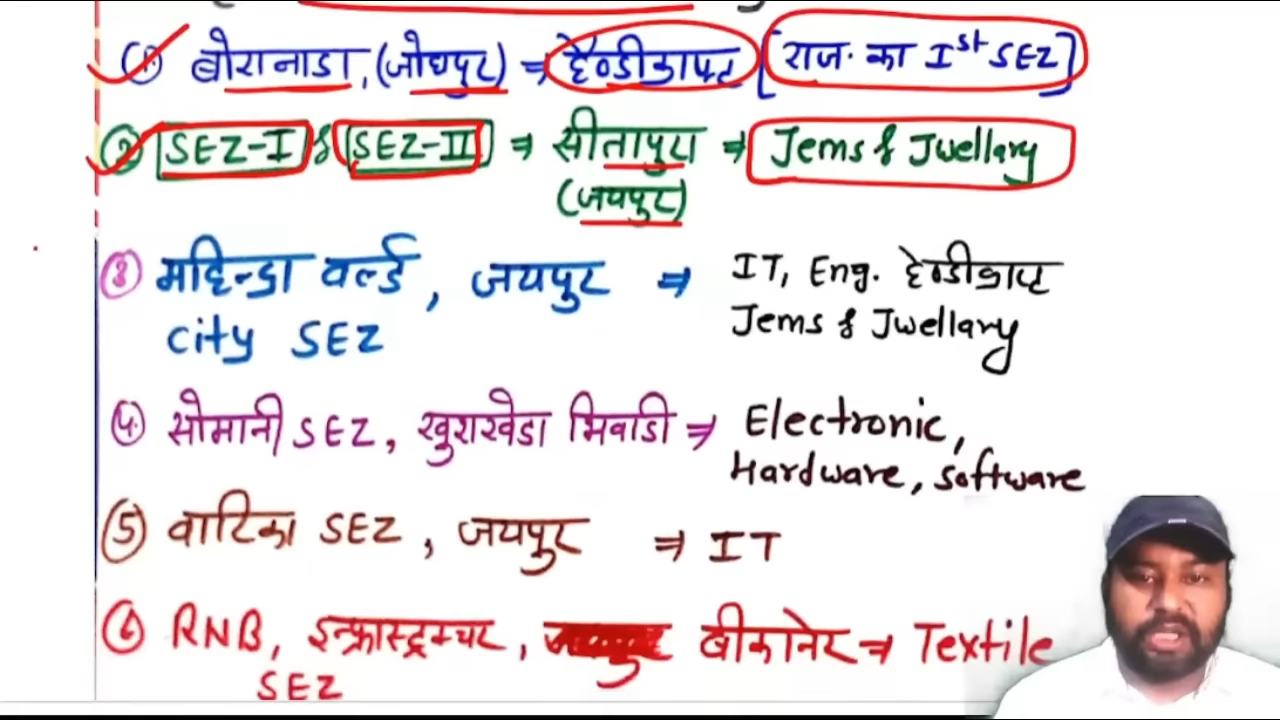 (1) बोरानाडा, (जोधपुर) ⇒ हैण्डीक्राफ्ट [राज. का Ist SEZ]
(2) SEZ-I & SEZ-II ⇒ सीतापुरा ⇒ Jems & Jwellary
(जयपुर)
(3) महिन्द्रा वर्ल्ड, जयपुर ⇒ IT, Eng. हेण्डीक्राफ्ट
city SEZ Jems & Jwellary
(4) सोमानी SEZ, खुशखेडा भिवाडी ⇒ Electronic,
Hardware, software
(5) वाटिका SEZ, जयपुर ⇒ IT
(6) RNB, इन्फ्रास्ट्रक्चर, बीकानेर ⇒ Textile
SEZ